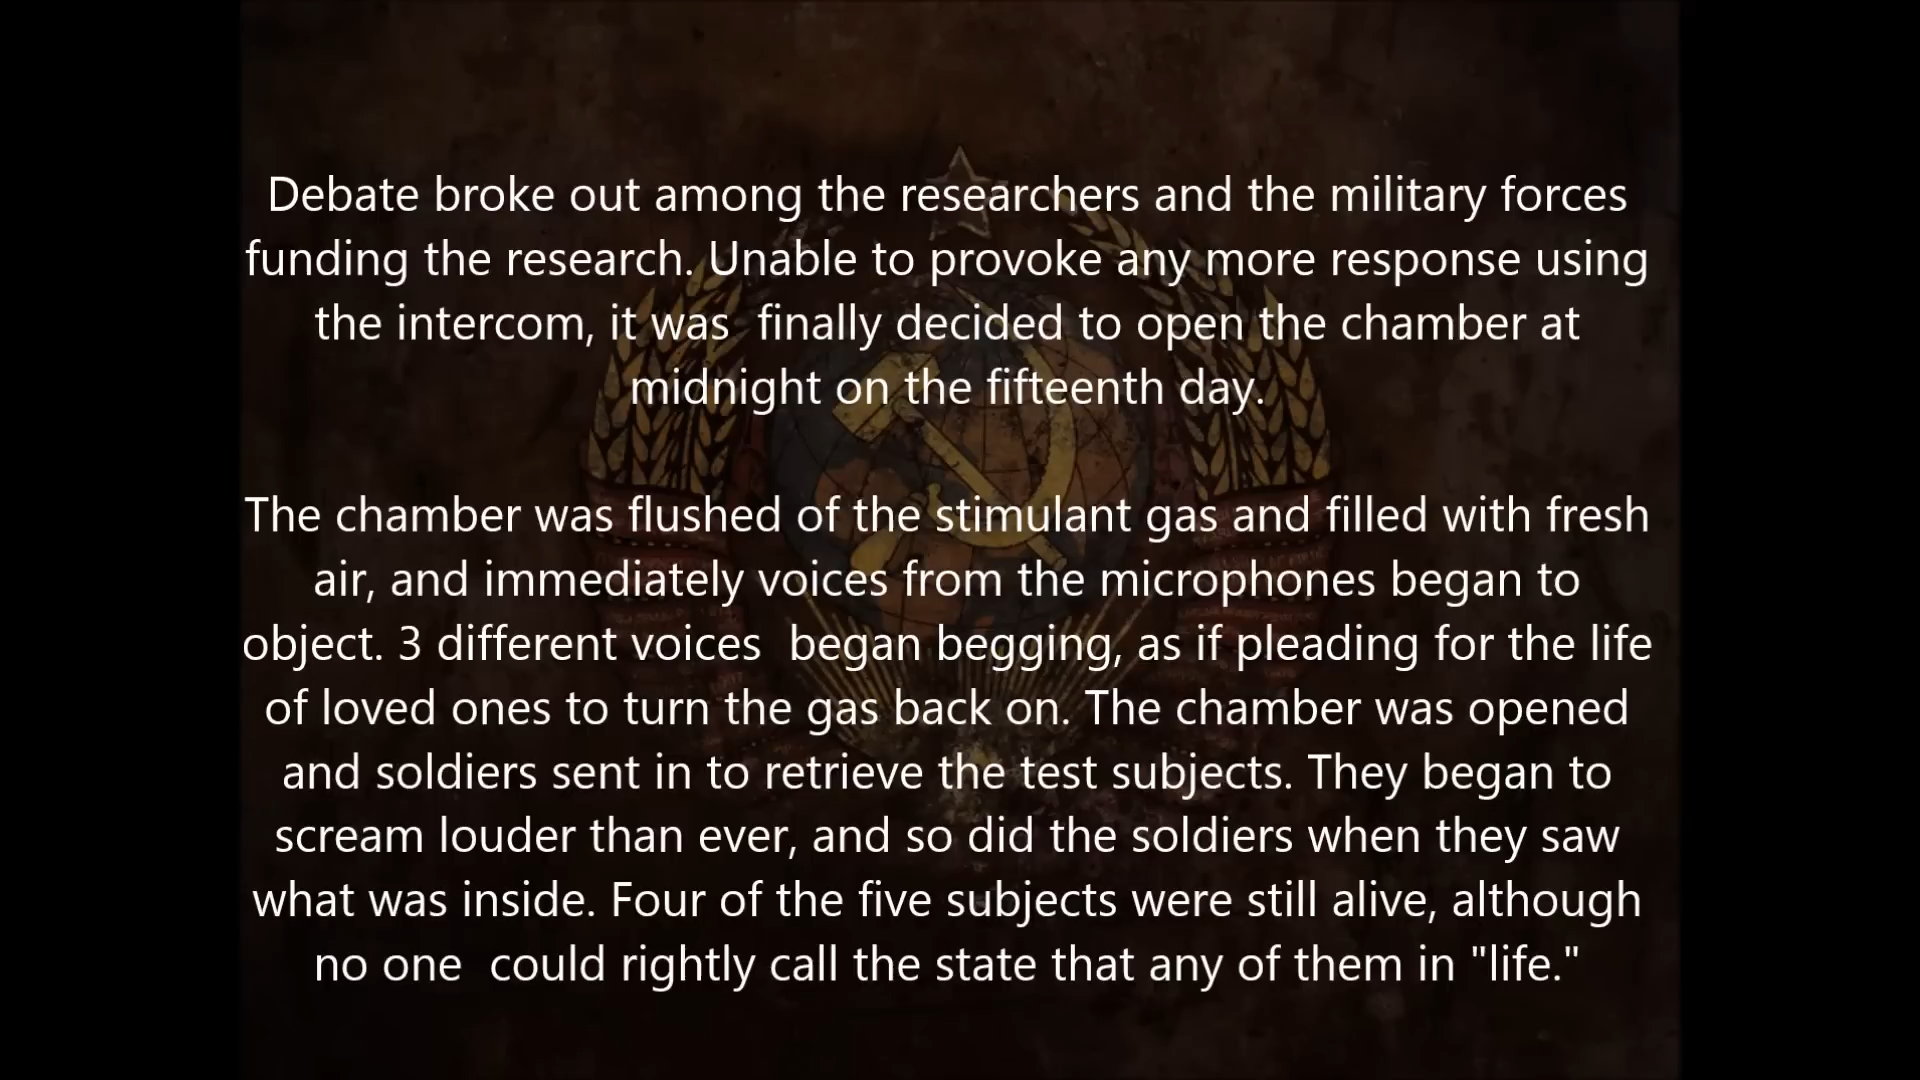 Debate broke out among the researchers and the military forces
funding the research. Unable to provoke any more response using
the intercom, it was  finally decided to open the chamber at
midnight on the fifteenth day.
The chamber was flushed of the stimulant gas and filled with fresh
air, and immediately voices from the microphones began to
object. 3 different voices  began begging, as if pleading for the life
of loved ones to turn the gas back on. The chamber was opened
and soldiers sent in to retrieve the test subjects. They began to
scream louder than ever, and so did the soldiers when they saw
what was inside. Four of the five subjects were still alive, although
no one  could rightly call the state that any of them in "life."